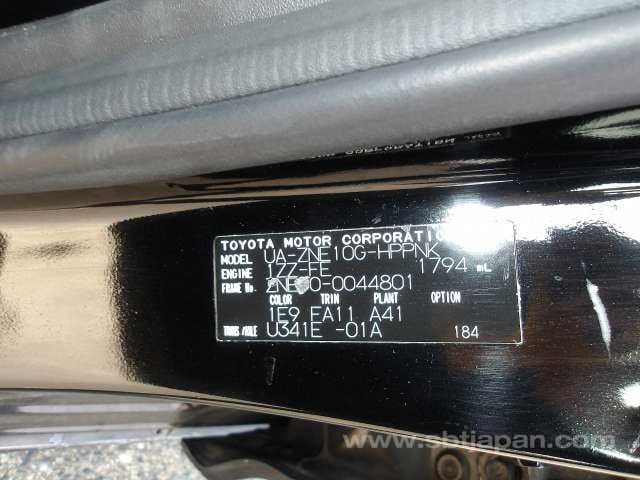 TOYOTA MOTOR CORPORATION
MODEL UA-ZNE10G-HPPNK
ENGINE 1ZZ-FE 1794 mL
FRAME No. ZNE10-0044801
COLOR TRIM PLANT OPTION
1E9 FA11 A41
TRANS/AXLE U341E -01A 184
www.sbtjapan.com